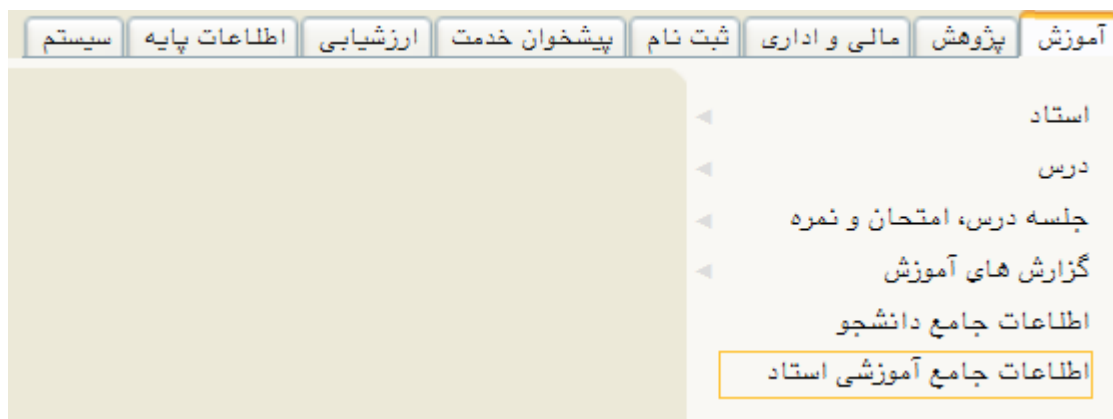 آموزش پژوهش مالی و اداری ثبت نام پیشخوان خدمت ارزشیابی اطلاعات پایه سیستم
استاد
درس
جلسه درس، امتحان و نمره
گزارش های آموزش
اطلاعات جامع دانشجو
اطلاعات جامع آموزشی استاد